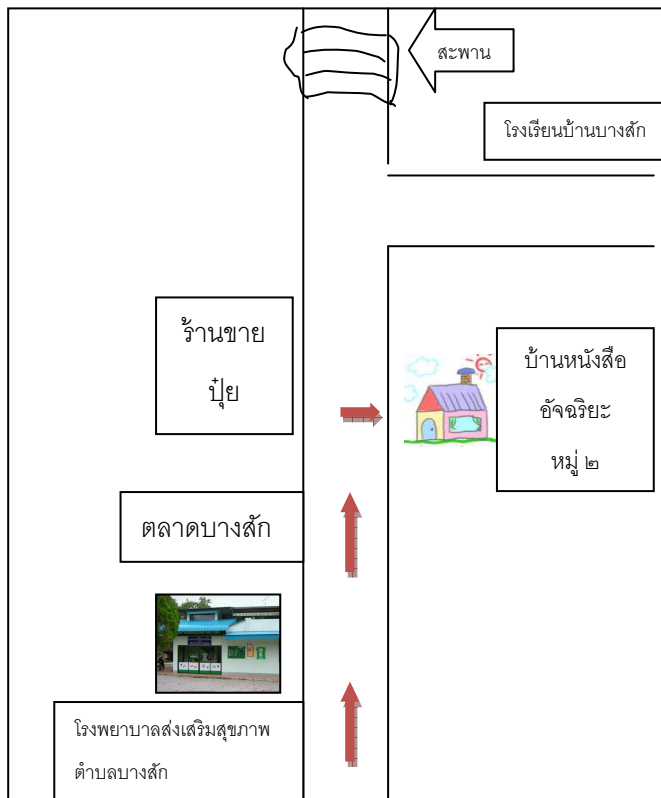 สะพาน
โรงเรียนบ้านบางสัก
ร้านขาย
ปุ๋ย
บ้านหนังสือ
อัจฉริยะ
หมู่ ๒
ตลาดบางสัก
โรงพยาบาลส่งเสริมสุขภาพ
ตำบลบางสัก